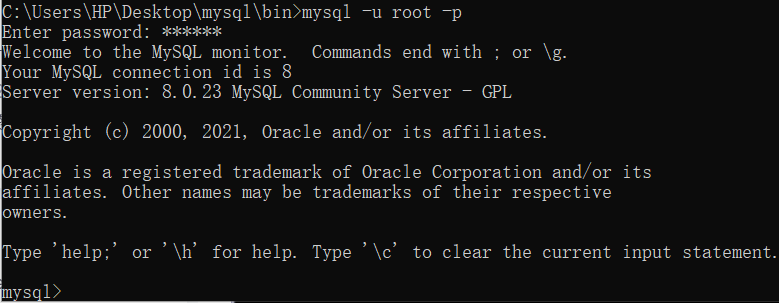 C:\Users\HP\Desktop\mysql\bin>mysql -u root -p
Enter password: ******
Welcome to the MySQL monitor.  Commands end with ; or \g.
Your MySQL connection id is 8
Server version: 8.0.23 MySQL Community Server - GPL
Copyright (c) 2000, 2021, Oracle and/or its affiliates.
Oracle is a registered trademark of Oracle Corporation and/or its
affiliates. Other names may be trademarks of their respective
owners.
Type 'help;' or '\h' for help. Type '\c' to clear the current input statement.
mysql>